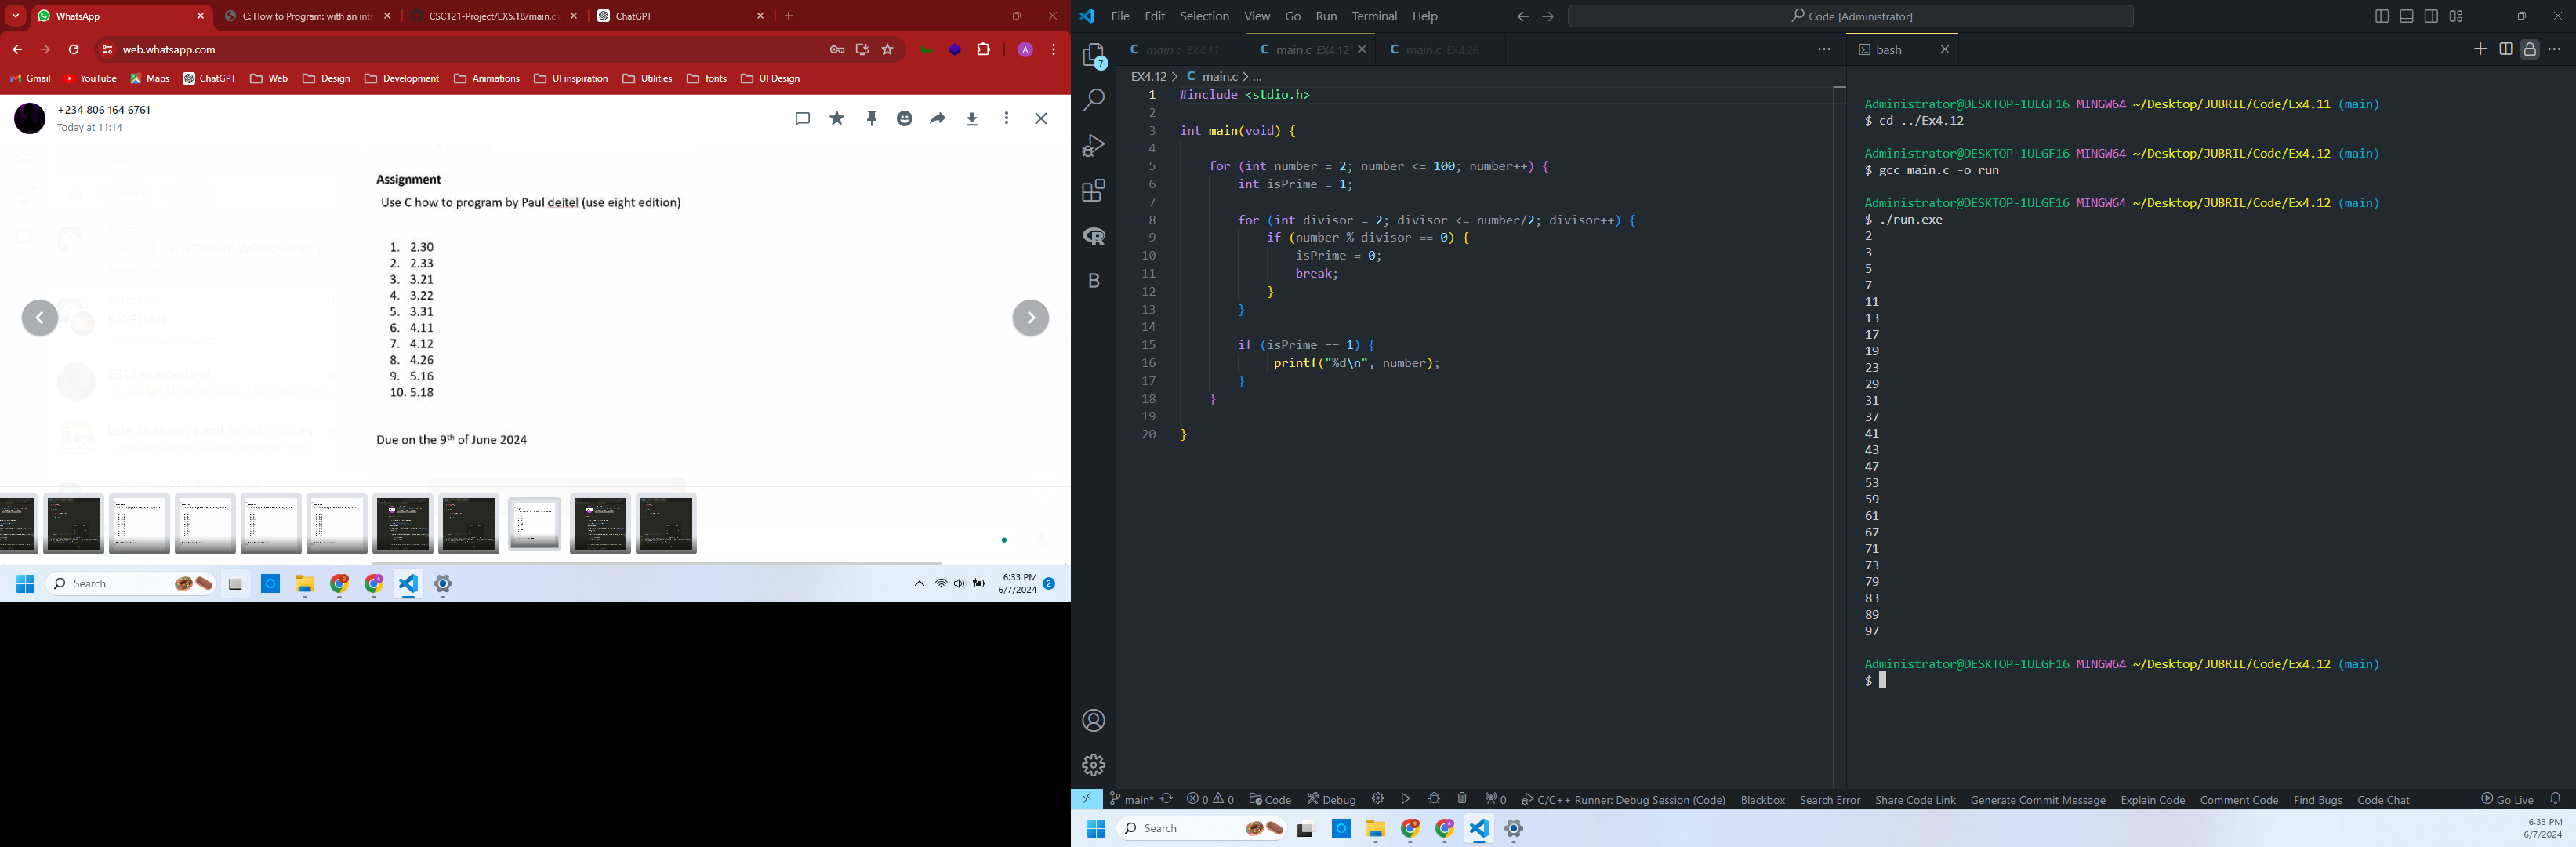 WhatsApp
C: How to Program: with an intr
CSC121-Project/EX5.18/main.c
ChatGPT
web.whatsapp.com
A
Gmail
YouTube
Maps
ChatGPT
Web
Design
Development
Animations
UI inspiration
Utilities
fonts
UI Design
+234 806 164 6761
Today at 11:14
Assignment
Use C how to program by Paul deitel (use eight edition)
1. 2.30
2. 2.33
3. 3.21
4. 3.22
5. 3.31
6. 4.11
7. 4.12
8. 4.26
9. 5.16
10. 5.18
Due on the 9th of June 2024
Search
6:33 PM
6/7/2024
2
File Edit Selection View Go Run Terminal Help
Code [Administrator]
7
C main.c EX4.11
C main.c EX4.12
C main.c EX4.26
EX4.12 > C main.c > ...
1 #include <stdio.h>
2
3 int main(void) {
4
5 for (int number = 2; number <= 100; number++) {
6 int isPrime = 1;
7
8 for (int divisor = 2; divisor <= number/2; divisor++) {
9 if (number % divisor == 0) {
10 isPrime = 0;
11 break;
12 }
13 }
14
15 if (isPrime == 1) {
16 printf("%d\n", number);
17 }
18 }
19
20 }
R
B
bash
Administrator@DESKTOP-1ULGF16 MINGW64 ~/Desktop/JUBRIL/Code/Ex4.11 (main)
$ cd ../Ex4.12
Administrator@DESKTOP-1ULGF16 MINGW64 ~/Desktop/JUBRIL/Code/Ex4.12 (main)
$ gcc main.c -o run
Administrator@DESKTOP-1ULGF16 MINGW64 ~/Desktop/JUBRIL/Code/Ex4.12 (main)
$ ./run.exe
2
3
5
7
11
13
17
19
23
29
31
37
41
43
47
53
59
61
67
71
73
79
83
89
97
Administrator@DESKTOP-1ULGF16 MINGW64 ~/Desktop/JUBRIL/Code/Ex4.12 (main)
$
main* 0 0 Code Debug 0 C/C++ Runner: Debug Session (Code) Blackbox Search Error Share Code Link Generate Commit Message Explain Code Comment Code Find Bugs Code Chat Go Live
Search
6:33 PM
6/7/2024